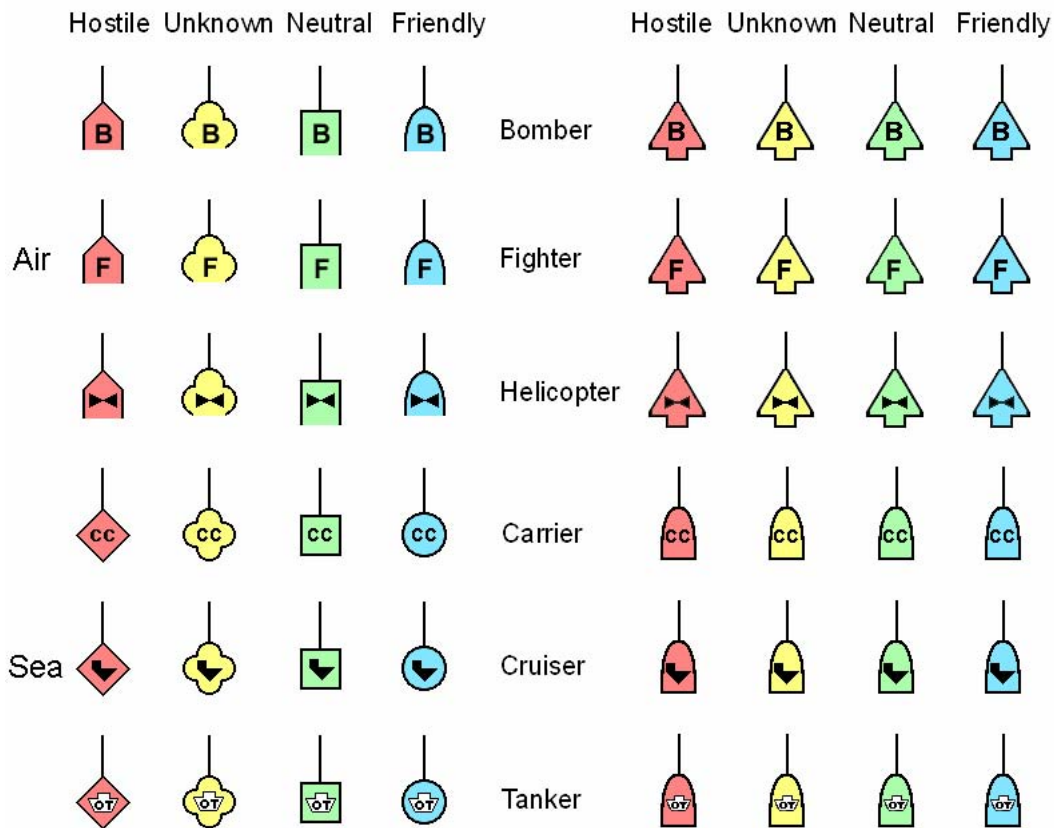 Hostile Unknown Neutral Friendly Hostile Unknown Neutral Friendly
B B B B Bomber B B B B
Air F F F F Fighter F F F F
Helicopter
CC CC CC CC Carrier CC CC CC CC
Sea Cruiser
OT OT OT OT Tanker OT OT OT OT